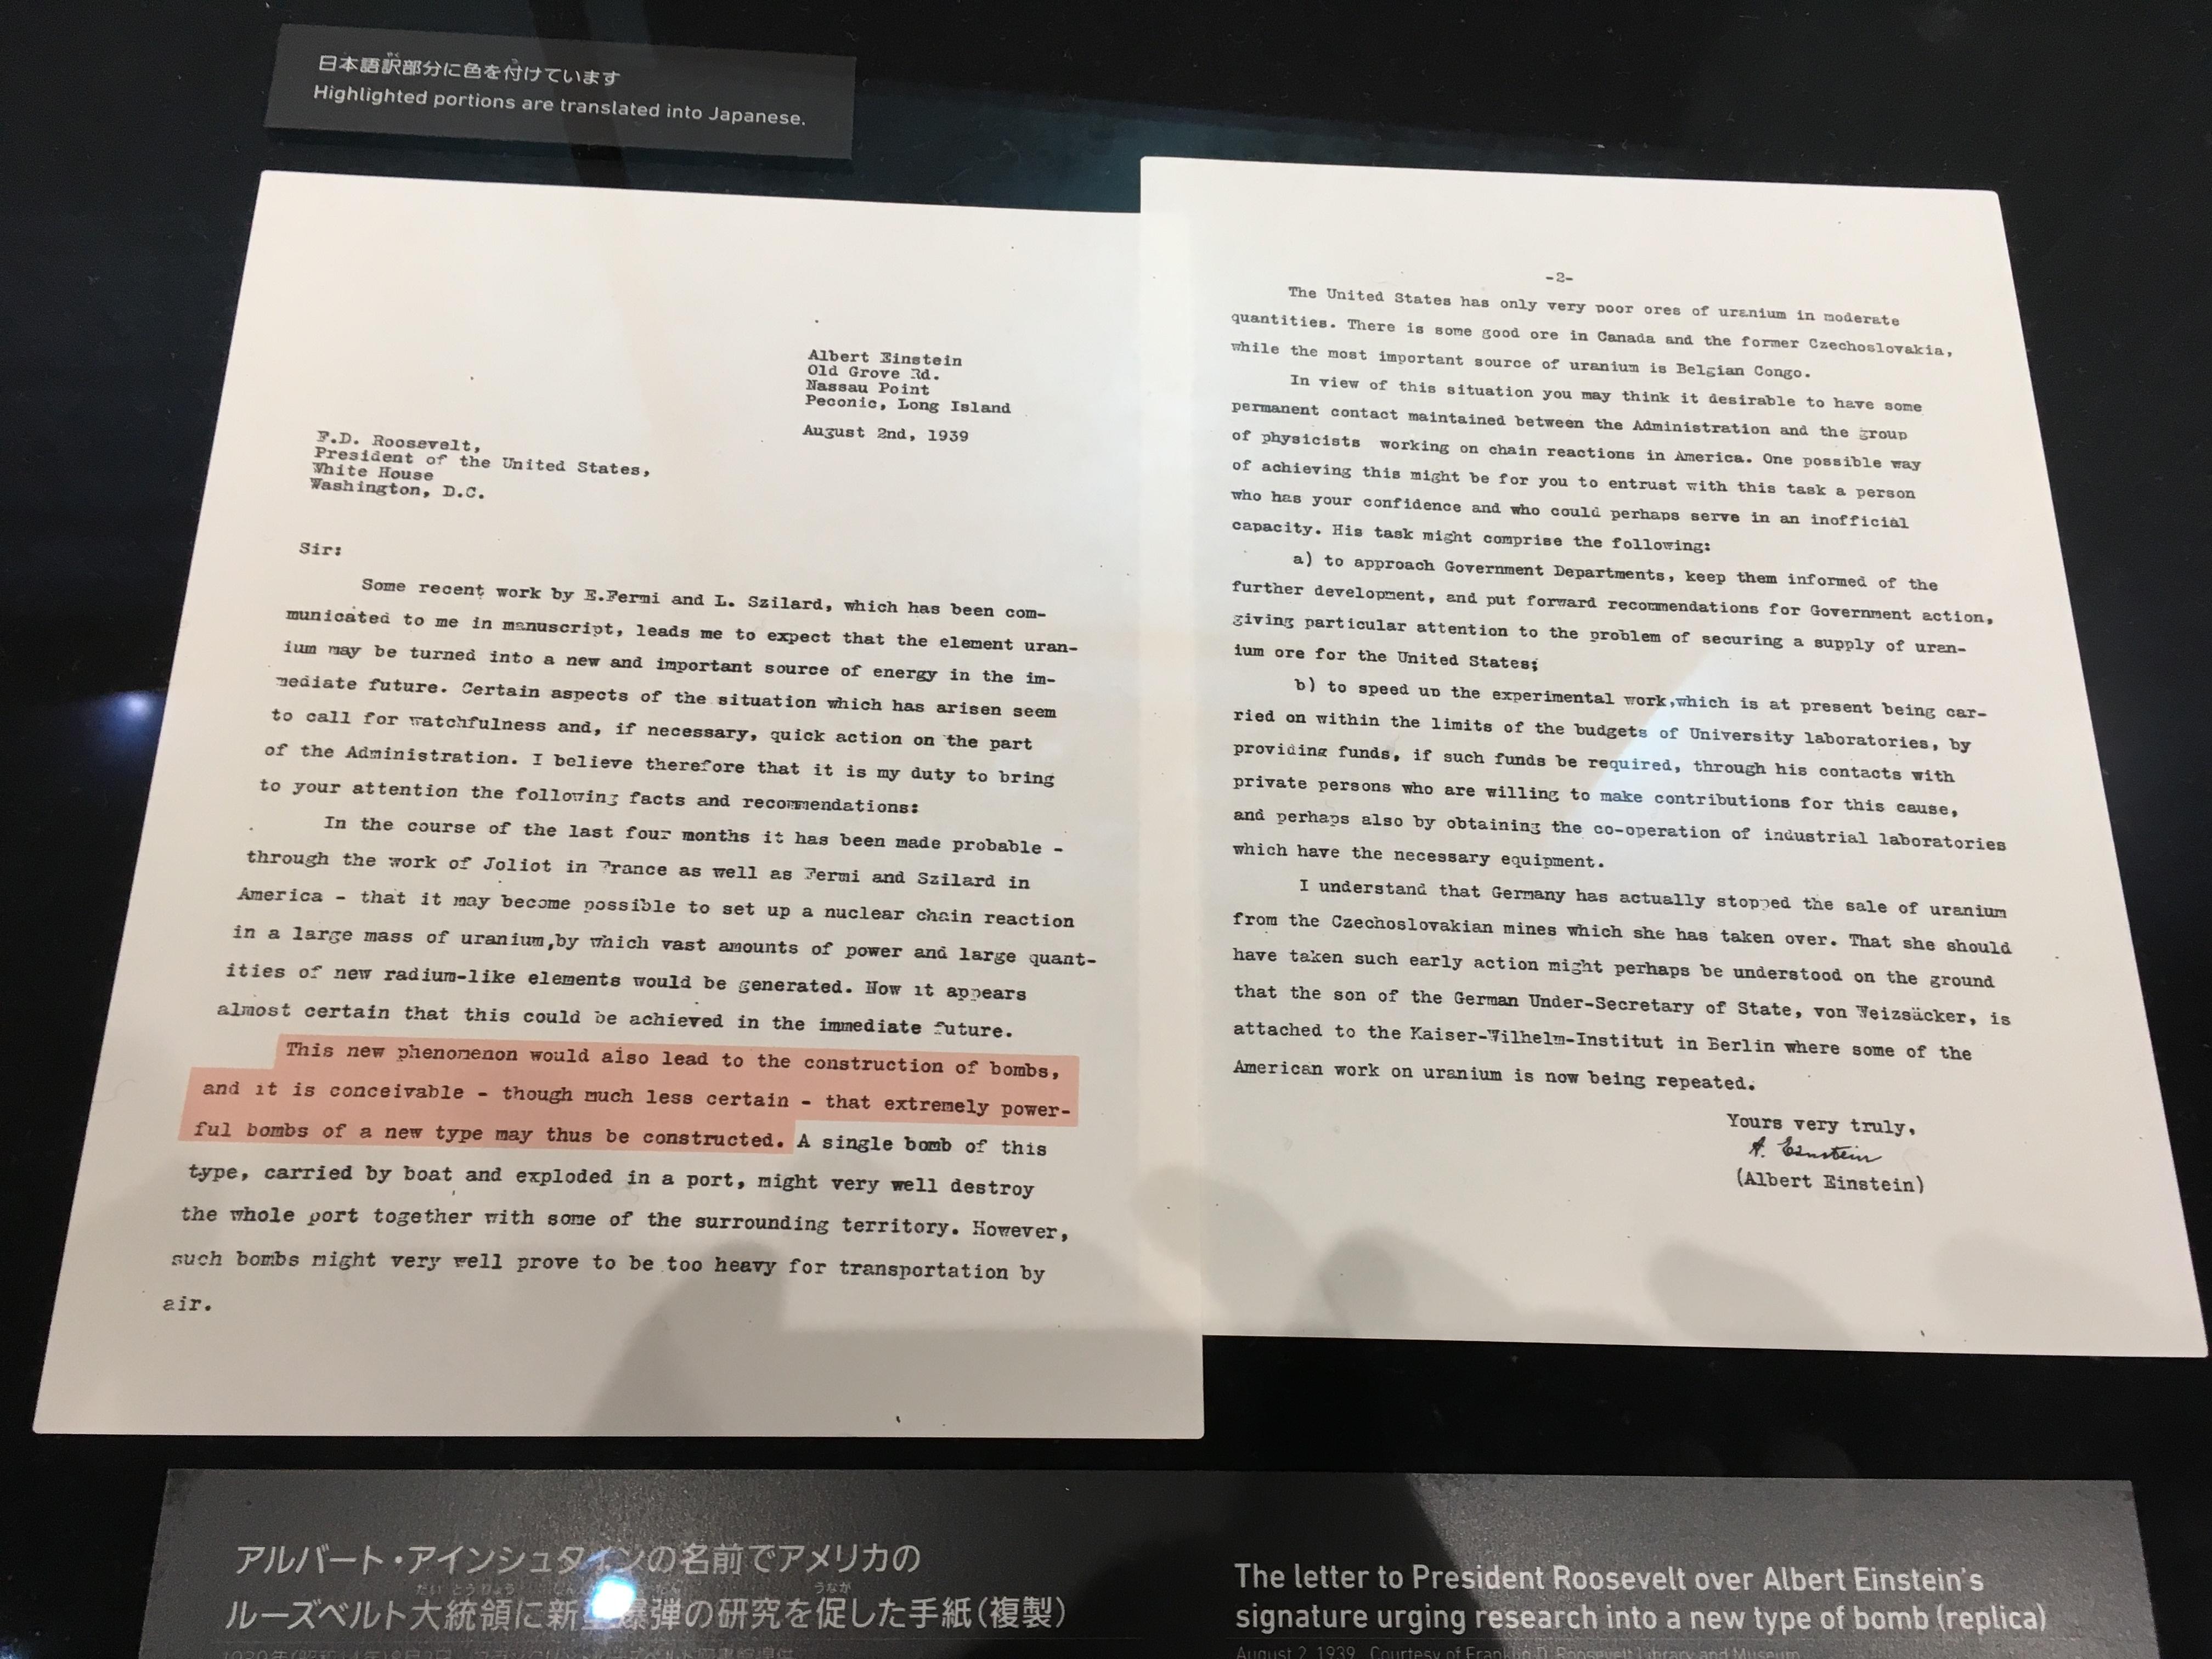 日本語訳部分に色を付けています
Highlighted portions are translated into Japanese.
Albert Einstein
Old Grove Rd.
Nassau Point
Peconic, Long Island
August 2nd, 1939
F.D. Roosevelt,
President of the United States,
White House
Washington, D.C.
Sir:
Some recent work by E.Fermi and L. Szilard, which has been com-
municated to me in manuscript, leads me to expect that the element uran-
ium may be turned into a new and important source of energy in the im-
mediate future. Certain aspects of the situation which has arisen seem
to call for watchfulness and, if necessary, quick action on the part
of the Administration. I believe therefore that it is my duty to bring
to your attention the following facts and recommendations:
In the course of the last four months it has been made probable -
through the work of Joliot in France as well as Fermi and Szilard in
America - that it may become possible to set up a nuclear chain reaction
in a large mass of uranium,by which vast amounts of power and large quant-
ities of new radium-like elements would be generated. Now it appears
almost certain that this could be achieved in the immediate future.
This new phenomenon would also lead to the construction of bombs,
and it is conceivable - though much less certain - that extremely power-
ful bombs of a new type may thus be constructed. A single bomb of this
type, carried by boat and exploded in a port, might very well destroy
the whole port together with some of the surrounding territory. However,
such bombs might very well prove to be too heavy for transportation by
air.
-2-
The United States has only very poor ores of uranium in moderate
quantities. There is some good ore in Canada and the former Czechoslovakia,
while the most important source of uranium is Belgian Congo.
In view of this situation you may think it desirable to have some
permanent contact maintained between the Administration and the group
of physicists working on chain reactions in America. One possible way
of achieving this might be for you to entrust with this task a person
who has your confidence and who could perhaps serve in an inofficial
capacity. His task might comprise the following:
a) to approach Government Departments, keep them informed of the
further development, and put forward recommendations for Government action,
giving particular attention to the problem of securing a supply of uran-
ium ore for the United States;
b) to speed up the experimental work,which is at present being car-
ried on within the limits of the budgets of University laboratories, by
providing funds, if such funds be required, through his contacts with
private persons who are willing to make contributions for this cause,
and perhaps also by obtaining the co-operation of industrial laboratories
which have the necessary equipment.
I understand that Germany has actually stopped the sale of uranium
from the Czechoslovakian mines which she has taken over. That she should
have taken such early action might perhaps be understood on the ground
that the son of the German Under-Secretary of State, von Weizsäcker, is
attached to the Kaiser-Wilhelm-Institut in Berlin where some of the
American work on uranium is now being repeated.
Yours very truly,
A. Einstein
(Albert Einstein)
アルバート・アインシュタインの名前でアメリカの
ルーズベルト大統領に新型爆弾の研究を促した手紙(複製)
The letter to President Roosevelt over Albert Einstein's
signature urging research into a new type of bomb (replica)
August 2, 1939 Courtesy of Franklin D. Roosevelt Library and Museum